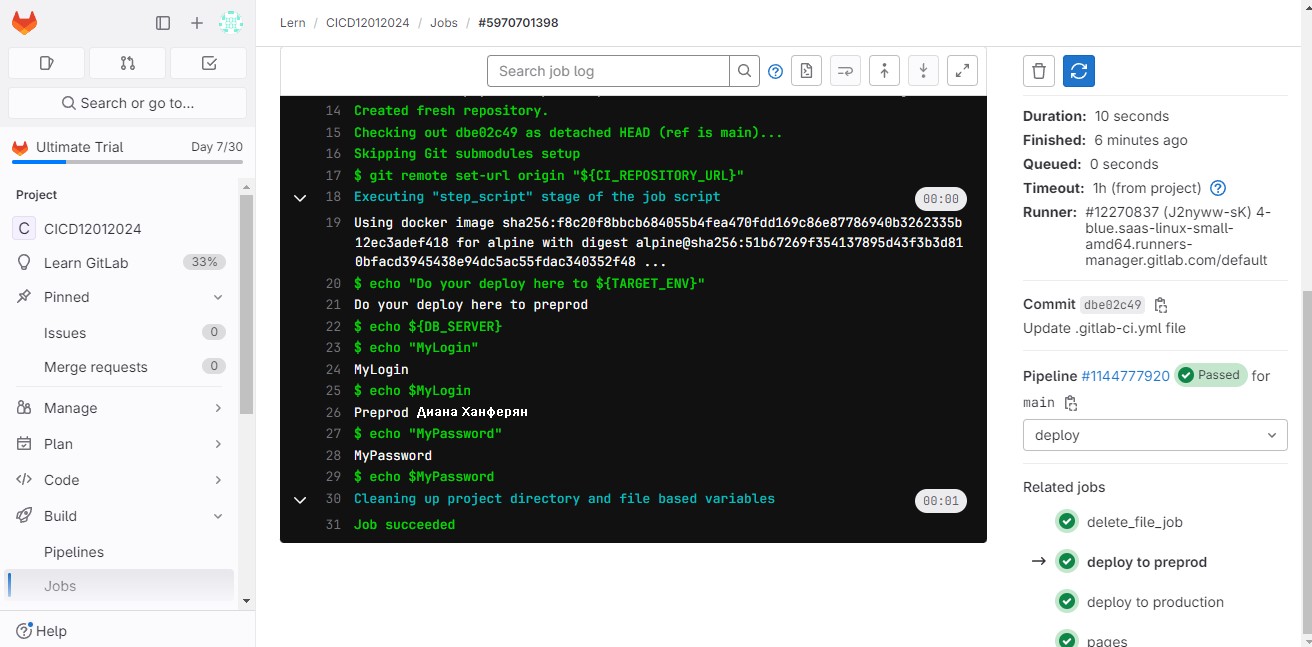 Lern / CICD12012024 / Jobs / #5970701398
Search or go to...
Ultimate Trial Day 7/30
Project
C CICD12012024
Learn GitLab 33%
Pinned
Issues 0
Merge requests 0
Manage
Plan
Code
Build
Pipelines
Jobs
Help
Search job log
14 Created fresh repository.
15 Checking out dbe02c49 as detached HEAD (ref is main)...
16 Skipping Git submodules setup
17 $ git remote set-url origin "${CI_REPOSITORY_URL}"
18 Executing "step_script" stage of the job script 00:00
19 Using docker image sha256:f8c20f8bbcb684055b4fea470fdd169c86e87786940b3262335b
12ec3adef418 for alpine with digest alpine@sha256:51b67269f354137895d43f3b3d81
0bfacd3945438e94dc5ac55fdac340352f48 ...
20 $ echo "Do your deploy here to ${TARGET_ENV}"
21 Do your deploy here to preprod
22 $ echo ${DB_SERVER}
23 $ echo "MyLogin"
24 MyLogin
25 $ echo $MyLogin
26 Preprod Диана Ханферян
27 $ echo "MyPassword"
28 MyPassword
29 $ echo $MyPassword
30 Cleaning up project directory and file based variables 00:01
31 Job succeeded
Duration: 10 seconds
Finished: 6 minutes ago
Queued: 0 seconds
Timeout: 1h (from project)
Runner: #12270837 (J2nyww-sK) 4-
blue.saas-linux-small-
amd64.runners-
manager.gitlab.com/default
Commit dbe02c49
Update .gitlab-ci.yml file
Pipeline #1144777920 Passed for
main
deploy
Related jobs
delete_file_job
→ deploy to preprod
deploy to production
pages